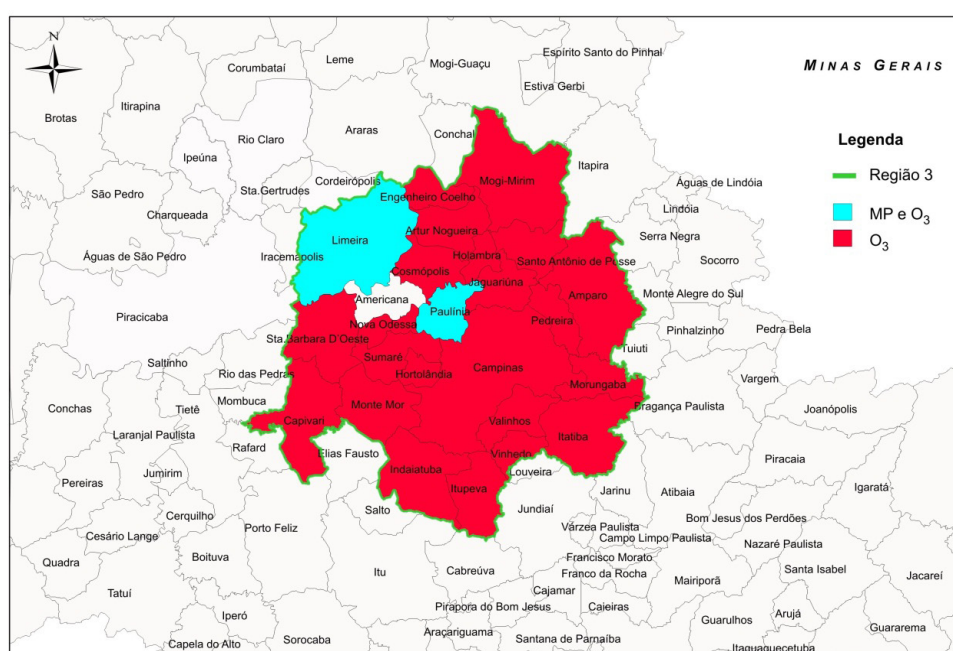 N
MINAS GERAIS
Legenda
Região 3
MP e O3
O3
Espírito Santo do Pinhal
Leme
Mogi-Guaçu
Corumbataí
Estiva Gerbi
Itirapina
Brotas
Araras
Conchal
Rio Claro
Ipeúna
Itapira
Mogi-Mirim
Cordeirópolis
Águas de Lindóia
Sta.Gertrudes
São Pedro
Engenheiro Coelho
Lindóia
Charqueada
Artur Nogueira
Serra Negra
Limeira
Holambra
Águas de São Pedro
Iracemápolis
Santo Antônio de Posse
Socorro
Cosmópolis
Jaguariúna
Americana
Amparo
Monte Alegre do Sul
Paulínia
Piracicaba
Nova Odessa
Pedreira
Pinhalzinho
Pedra Bela
Sta.Barbara D'Oeste
Tuiuti
Saltinho
Sumaré
Rio das Pedras
Hortolândia
Campinas
Vargem
Morungaba
Mombuca
Monte Mor
Bragança Paulista
Conchas
Tietê
Joanópolis
Capivari
Valinhos
Laranjal Paulista
Itatiba
Rafard
Elias Fausto
Vinhedo
Piracaia
Indaiatuba
Louveira
Jumirim
Pereiras
Itupeva
Jarinu
Atibaia
Igaratá
Salto
Jundiaí
Cerquilho
Porto Feliz
Bom Jesus dos Perdões
Várzea Paulista
Cesário Lange
Campo Limpo Paulista
Nazaré Paulista
Boituva
Francisco Morato
Quadra
Itu
Cabreúva
Franco da Rocha
Santa Isabel
Mairiporã
Jacareí
Tatuí
Cajamar
Pirapora do Bom Jesus
Caieiras
Iperó
Arujá
Guarulhos
Guararema
Araçariguama
Capela do Alto
Sorocaba
Santana de Parnaíba
Itaquaquecetuba